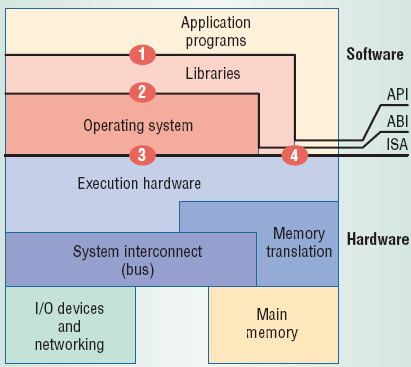 Application
programs
1
Software
Libraries
API
2
ABI
Operating system
ISA
3
4
Execution hardware
Memory
translation
Hardware
System interconnect
(bus)
I/O devices
and
networking
Main
memory